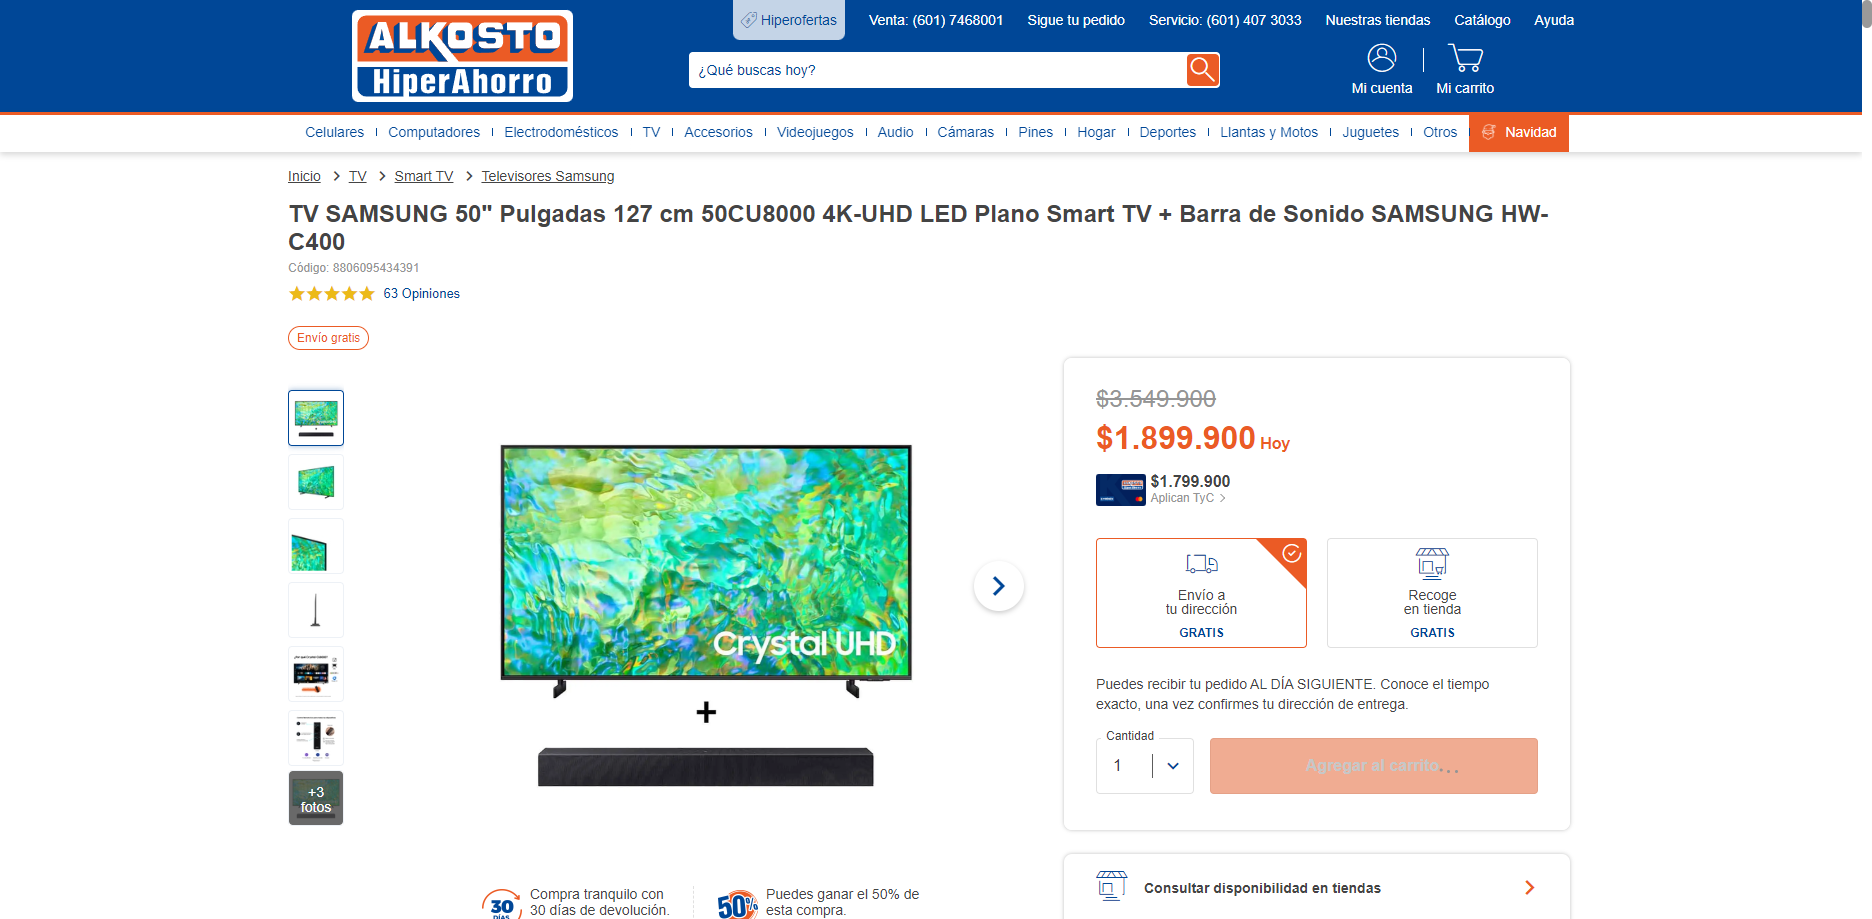 ALKOSTO
HiperAhorro
Hiperofertas
Venta: (601) 7468001
Sigue tu pedido
Servicio: (601) 407 3033
Nuestras tiendas
Catálogo
Ayuda
¿Qué buscas hoy?
Mi cuenta
Mi carrito
Celulares
Computadores
Electrodomésticos
TV
Accesorios
Videojuegos
Audio
Cámaras
Pines
Hogar
Deportes
Llantas y Motos
Juguetes
Otros
Navidad
Inicio > TV > Smart TV > Televisores Samsung
TV SAMSUNG 50" Pulgadas 127 cm 50CU8000 4K-UHD LED Plano Smart TV + Barra de Sonido SAMSUNG HW-
C400
Código: 8806095434391
63 Opiniones
Envío gratis
+3
fotos
Crystal UHD
+
$3.549.900
$1.899.900 Hoy
$1.799.900
Aplican TyC >
Envío a
tu dirección
GRATIS
Recoge
en tienda
GRATIS
Puedes recibir tu pedido AL DÍA SIGUIENTE. Conoce el tiempo
exacto, una vez confirmes tu dirección de entrega.
Cantidad
1
Agregar al carrito...
Consultar disponibilidad en tiendas
30
DÍAS
Compra tranquilo con
30 días de devolución.
50%
Puedes ganar el 50% de
esta compra.